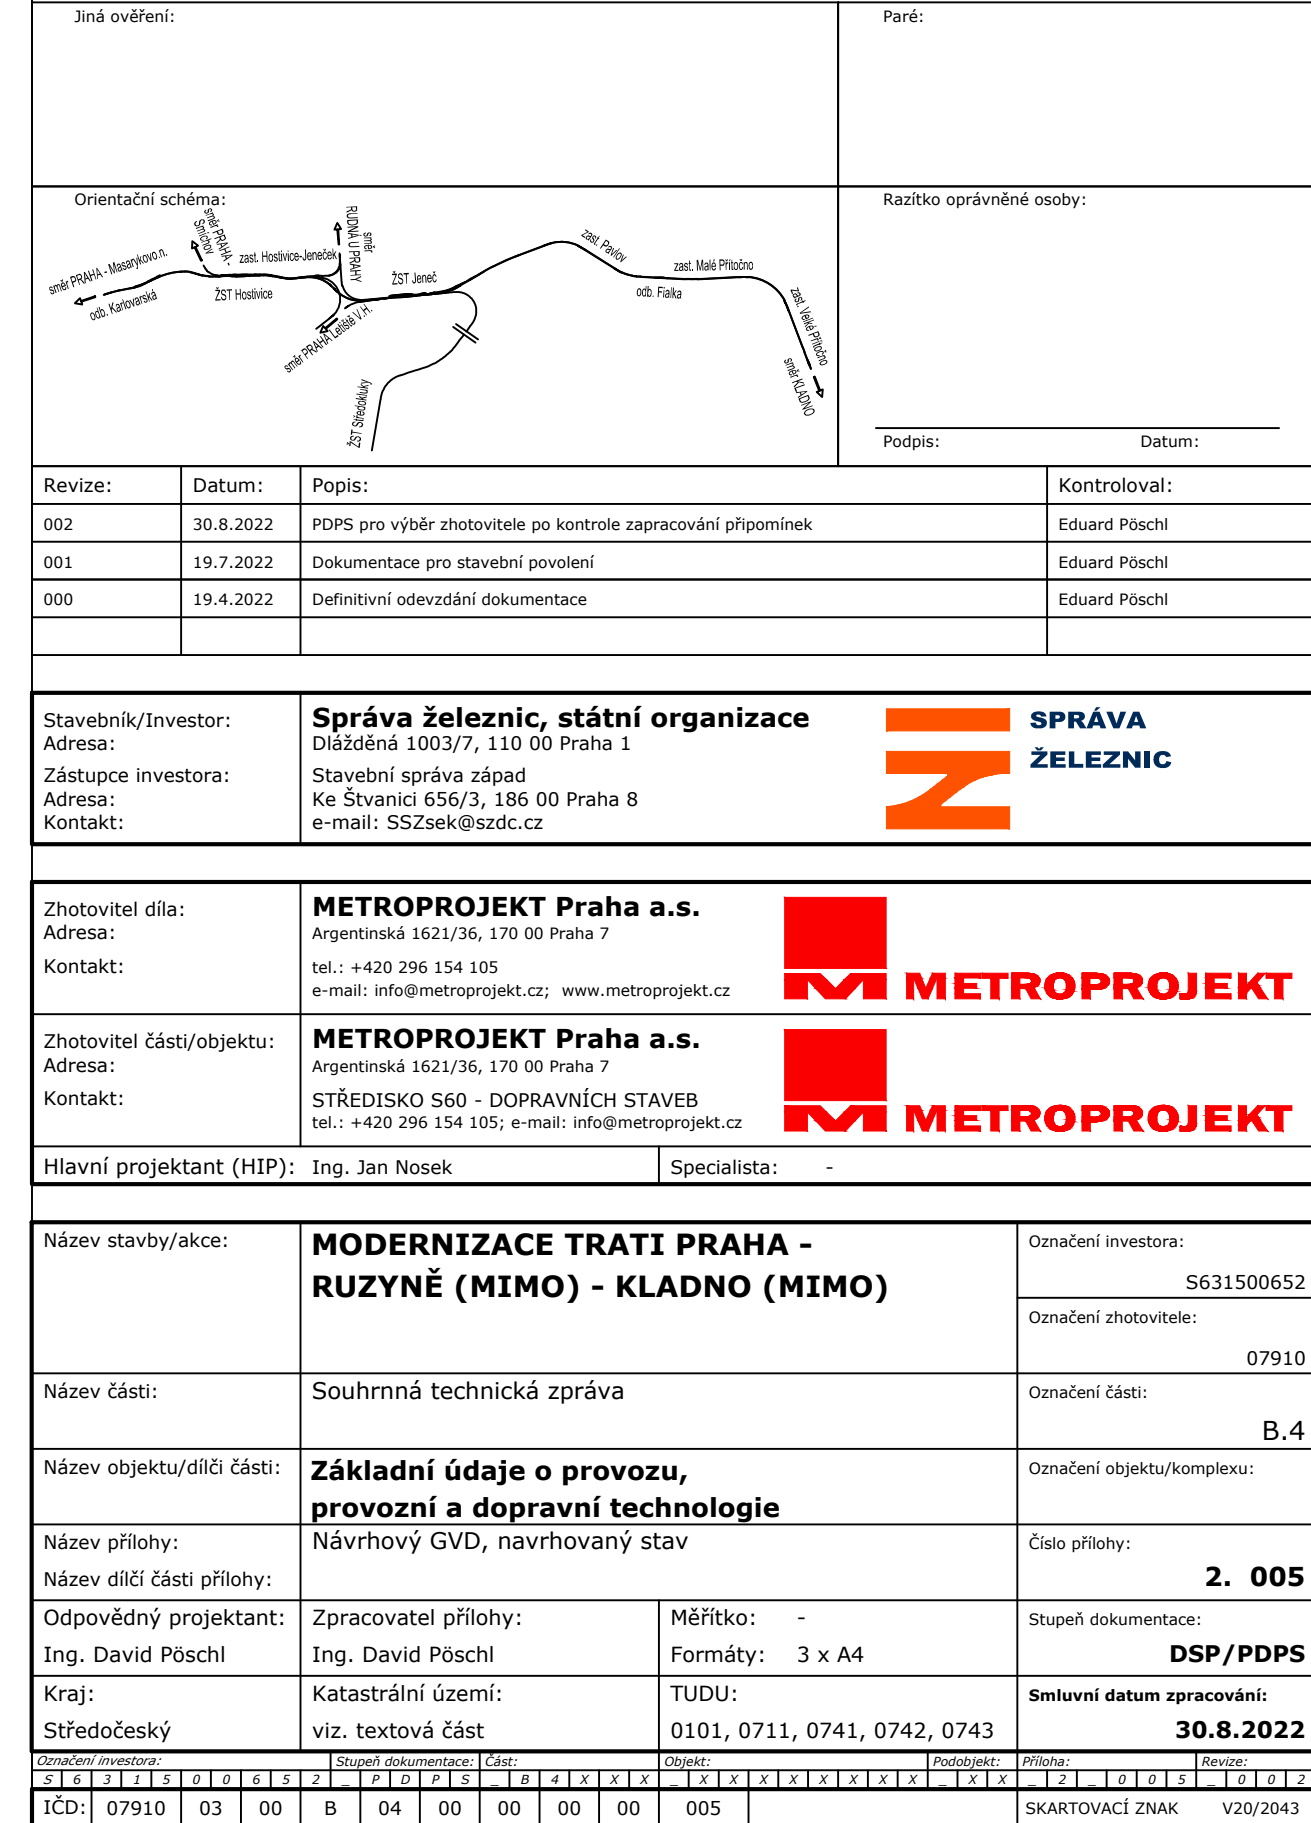 Jiná ověření:
Paré:
Orientační schéma:
Razítko oprávněné osoby:
směr PRAHA - Masarykovo n.
odb. Karlovarská
směr PRAHA -
Smíchov
zast. Hostivice-Jeneček
ŽST Hostivice
směr
RUDNÁ U PRAHY
směr PRAHA Letiště V.H.
ŽST Jeneč
ŽST Středokluky
zast. Pavlov
odb. Fialka
zast. Malé Přítočno
zast. Velké Přítočno
směr KLADNO
Podpis: Datum:
Revize: Datum: Popis: Kontroloval:
002 30.8.2022 PDPS pro výběr zhotovitele po kontrole zapracování připomínek Eduard Pöschl
001 19.7.2022 Dokumentace pro stavební povolení Eduard Pöschl
000 19.4.2022 Definitivní odevzdání dokumentace Eduard Pöschl
Stavebník/Investor: Správa železnic, státní organizace
Adresa: Dlážděná 1003/7, 110 00 Praha 1
Zástupce investora: Stavební správa západ
Adresa: Ke Štvanici 656/3, 186 00 Praha 8
Kontakt: e-mail: SSZsek@szdc.cz
SPRÁVA
ŽELEZNIC
Zhotovitel díla: METROPROJEKT Praha a.s.
Adresa: Argentinská 1621/36, 170 00 Praha 7
Kontakt: tel.: +420 296 154 105
e-mail: info@metroprojekt.cz; www.metroprojekt.cz
METROPROJEKT
Zhotovitel části/objektu: METROPROJEKT Praha a.s.
Adresa: Argentinská 1621/36, 170 00 Praha 7
Kontakt: STŘEDISKO S60 - DOPRAVNÍCH STAVEB
tel.: +420 296 154 105; e-mail: info@metroprojekt.cz
METROPROJEKT
Hlavní projektant (HIP): Ing. Jan Nosek Specialista: -
Název stavby/akce: MODERNIZACE TRATI PRAHA -
RUZYNĚ (MIMO) - KLADNO (MIMO)
Označení investora:
S631500652
Označení zhotovitele:
07910
Název části: Souhrnná technická zpráva Označení části:
B.4
Název objektu/dílči části: Základní údaje o provozu,
provozní a dopravní technologie
Označení objektu/komplexu:
Název přílohy: Návrhový GVD, navrhovaný stav Číslo přílohy:
Název dílčí části přílohy: 2. 005
Odpovědný projektant: Zpracovatel přílohy: Měřítko: - Stupeň dokumentace:
Ing. David Pöschl Ing. David Pöschl Formáty: 3 x A4 DSP/PDPS
Kraj: Katastrální území: TUDU: Smluvní datum zpracování:
Středočeský viz. textová část 0101, 0711, 0741, 0742, 0743 30.8.2022
Označení investora: Stupeň dokumentace: Část: Objekt: Podobjekt: Příloha: Revize:
S 6 3 1 5 0 0 6 5 2 _ P D P S _ B 4 X X X _ X X X X X X X X _ X X _ 2 _ 0 0 5 _ 0 0 2
IČD: 07910 03 00 B 04 00 00 00 00 005 SKARTOVACÍ ZNAK V20/2043